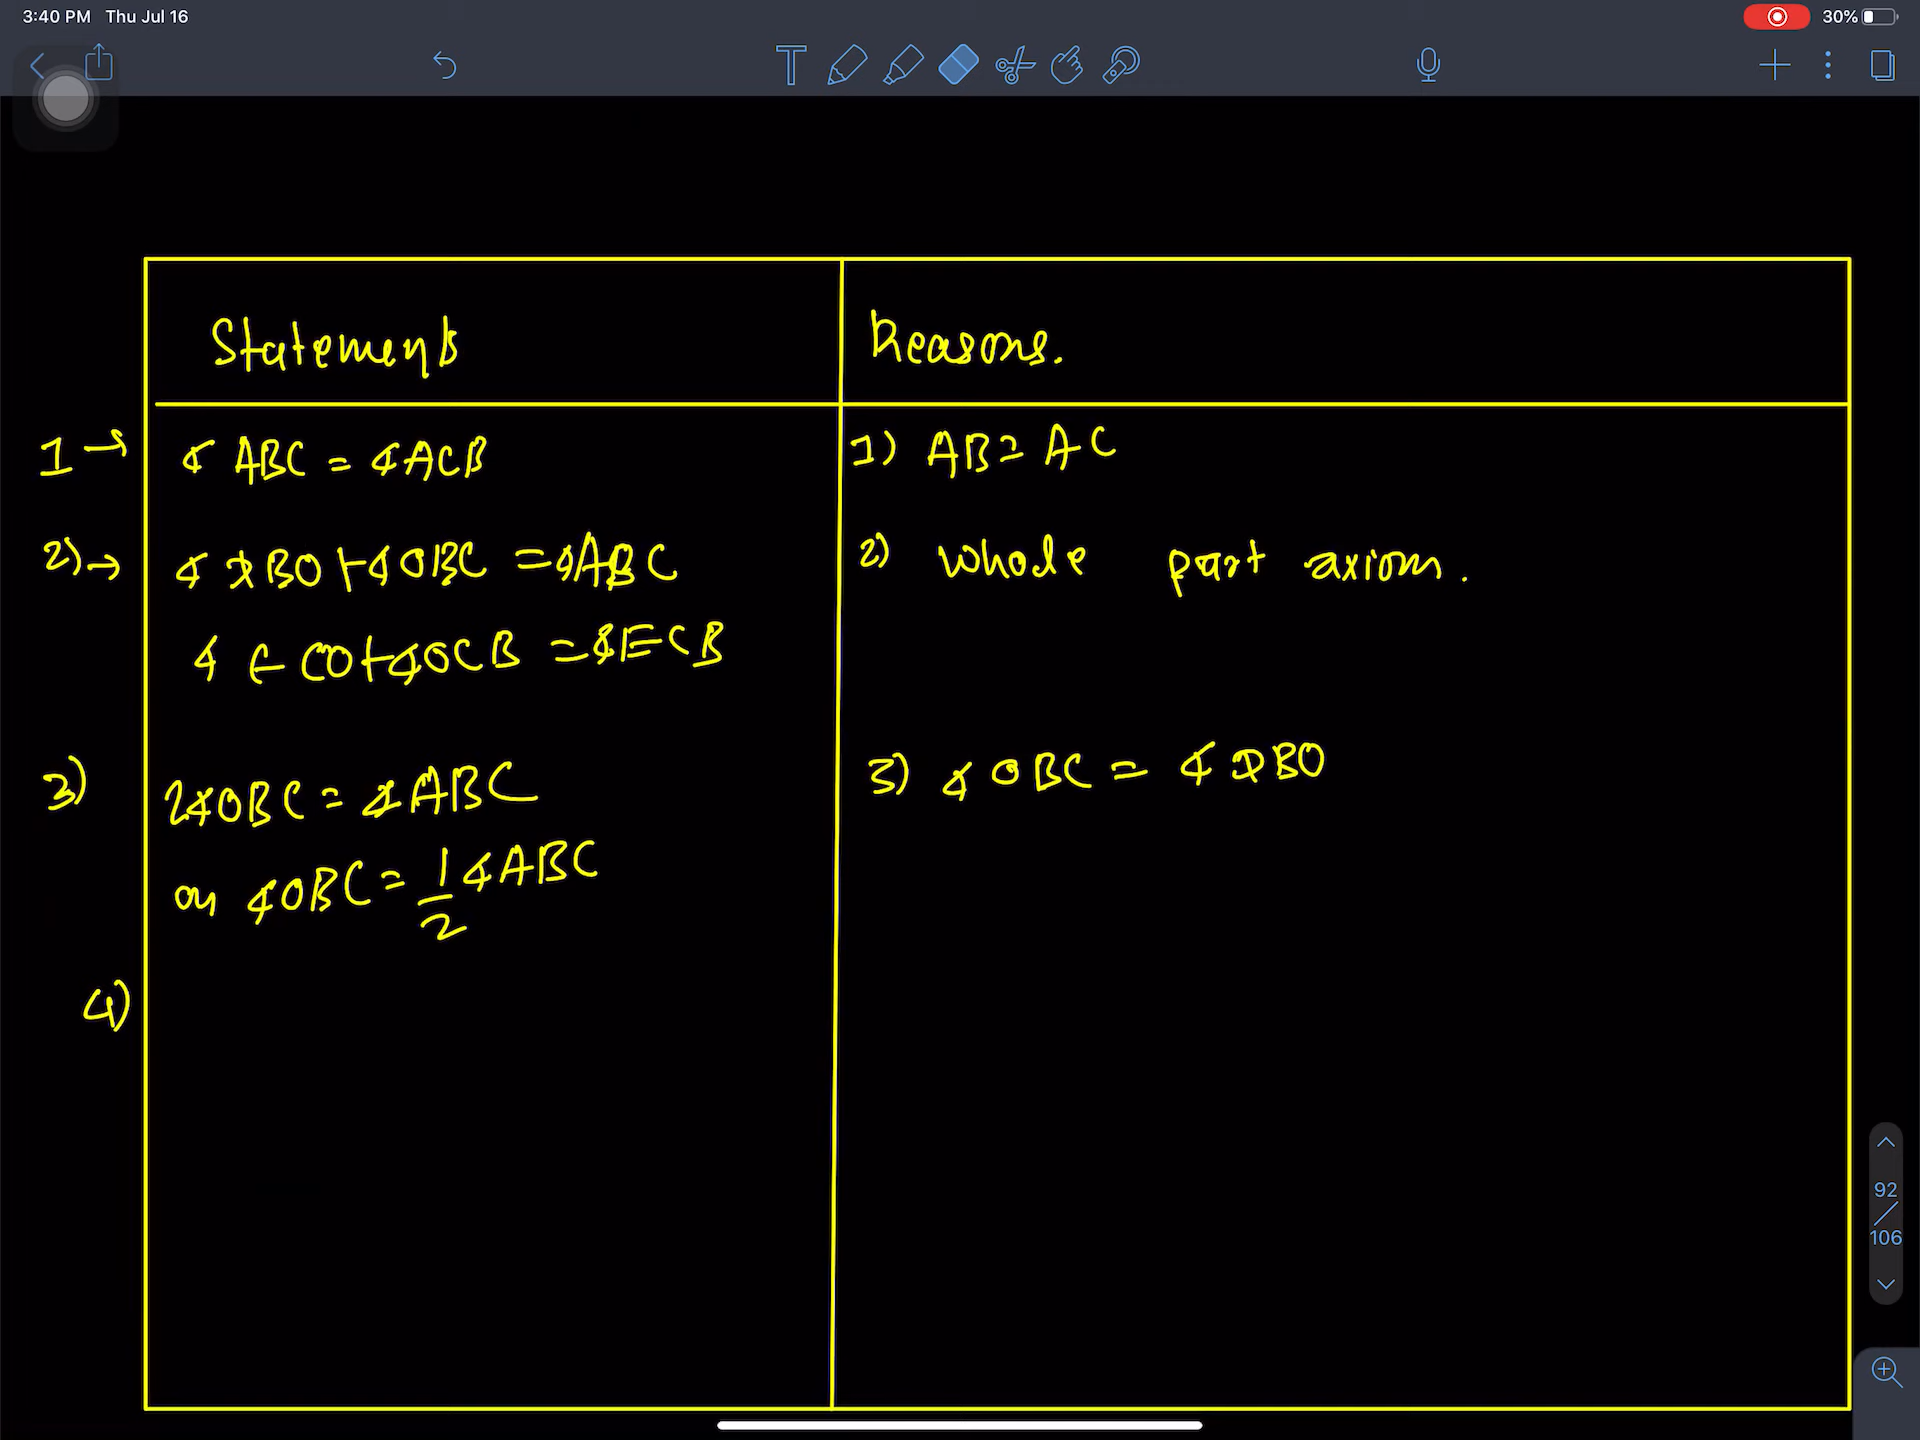 3:40 PM Thu Jul 16
30%
Statements
Reasons.
1→ ∡ABC = ∡ACB
1) AB = AC
2)→ ∡DBO+∡OBC = ∡ABC
2) Whole part axiom.
∡ECO+∡OCB = ∡ECB
3) 2∡OBC = ∡ABC
3) ∡OBC = ∡DBO
or ∡OBC = 1/2 ∡ABC
4)
92
106